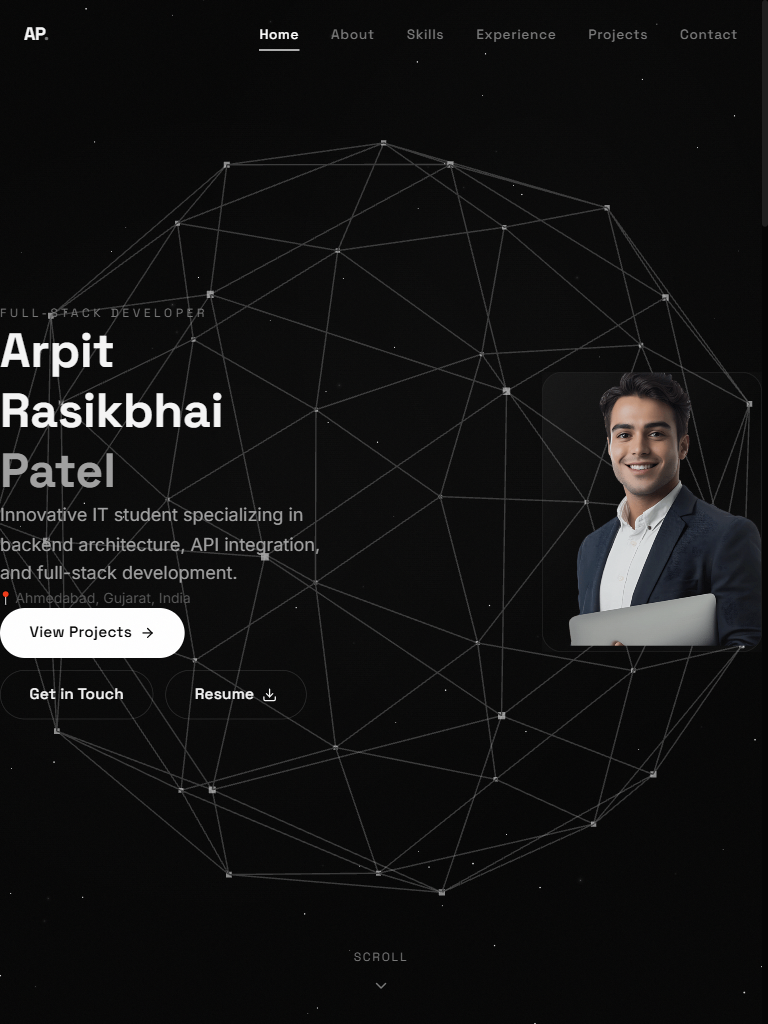 AP.
Home About Skills Experience Projects Contact
FULL-STACK DEVELOPER
Arpit
Rasikbhai
Patel
Innovative IT student specializing in
backend architecture, API integration,
and full-stack development.
📍 Ahmedabad, Gujarat, India
View Projects →
Get in Touch
Resume
SCROLL